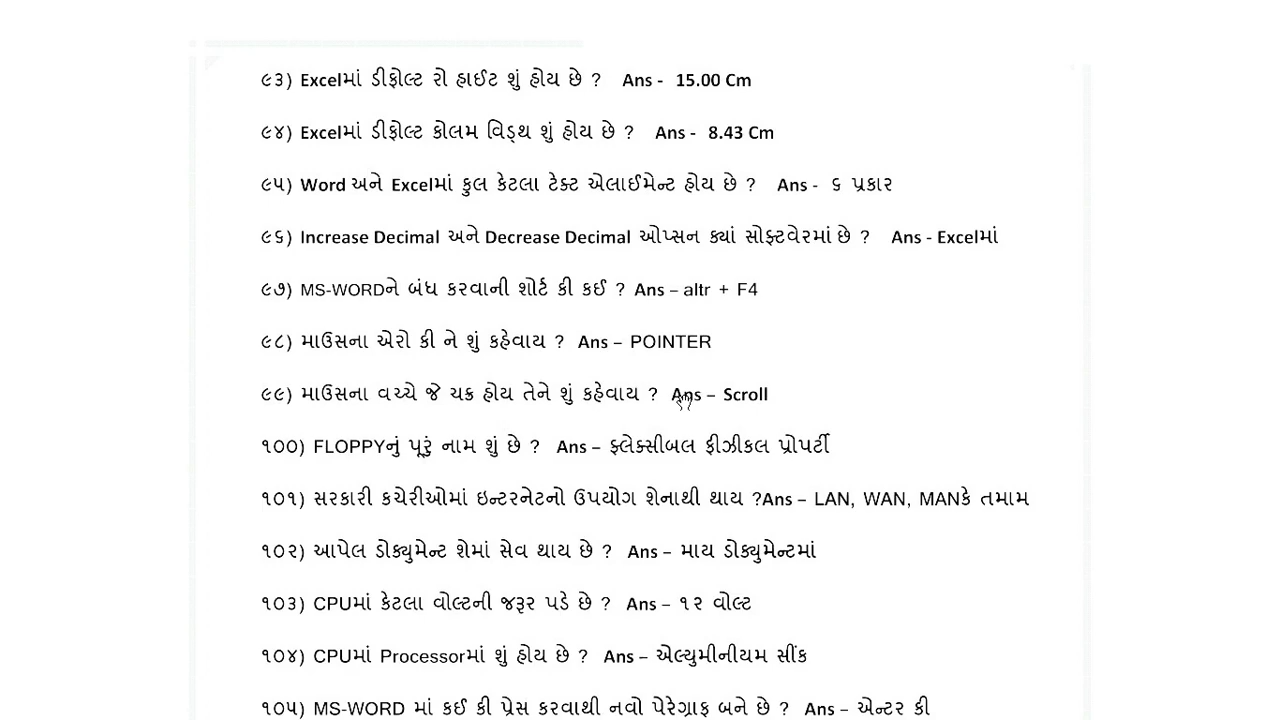 ૯૩) Excelમાં ડીફોલ્ટ રો હાઈટ શું હોય છે ? Ans - 15.00 Cm
૯૪) Excelમાં ડીફોલ્ટ કોલમ વિડ્થ શું હોય છે ? Ans - 8.43 Cm
૯૫) Word અને Excelમાં કુલ કેટલા ટેક્ટ એલાઈમેન્ટ હોય છે ? Ans - ૬ પ્રકાર
૯૬) Increase Decimal અને Decrease Decimal ઓપ્સન ક્યાં સોફ્ટવેરમાં છે ? Ans - Excelમાં
૯૭) MS-WORDને બંધ કરવાની શોર્ટ કી કઈ ? Ans – altr + F4
૯૮) માઉસના એરો કી ને શું કહેવાય ? Ans – POINTER
૯૯) માઉસના વચ્ચે જે ચક્ર હોય તેને શું કહેવાય ? Ans – Scroll
૧૦૦) FLOPPYનું પૂરું નામ શું છે ? Ans – ફ્લેક્સીબલ ફીઝીકલ પ્રોપર્ટી
૧૦૧) સરકારી કચેરીઓમાં ઇન્ટરનેટનો ઉપયોગ શેનાથી થાય ?Ans – LAN, WAN, MANકે તમામ
૧૦૨) આપેલ ડોક્યુમેન્ટ શેમાં સેવ થાય છે ? Ans – માય ડોક્યુમેન્ટમાં
૧૦૩) CPUમાં કેટલા વોલ્ટની જરૂર પડે છે ? Ans – ૧૨ વોલ્ટ
૧૦૪) CPUમાં Processorમાં શું હોય છે ? Ans – એલ્યુમીનીયમ સીંક
૧૦૫) MS-WORD માં કઈ કી પ્રેસ કરવાથી નવો પેરેગ્રાફ બને છે ? Ans – એન્ટર કી